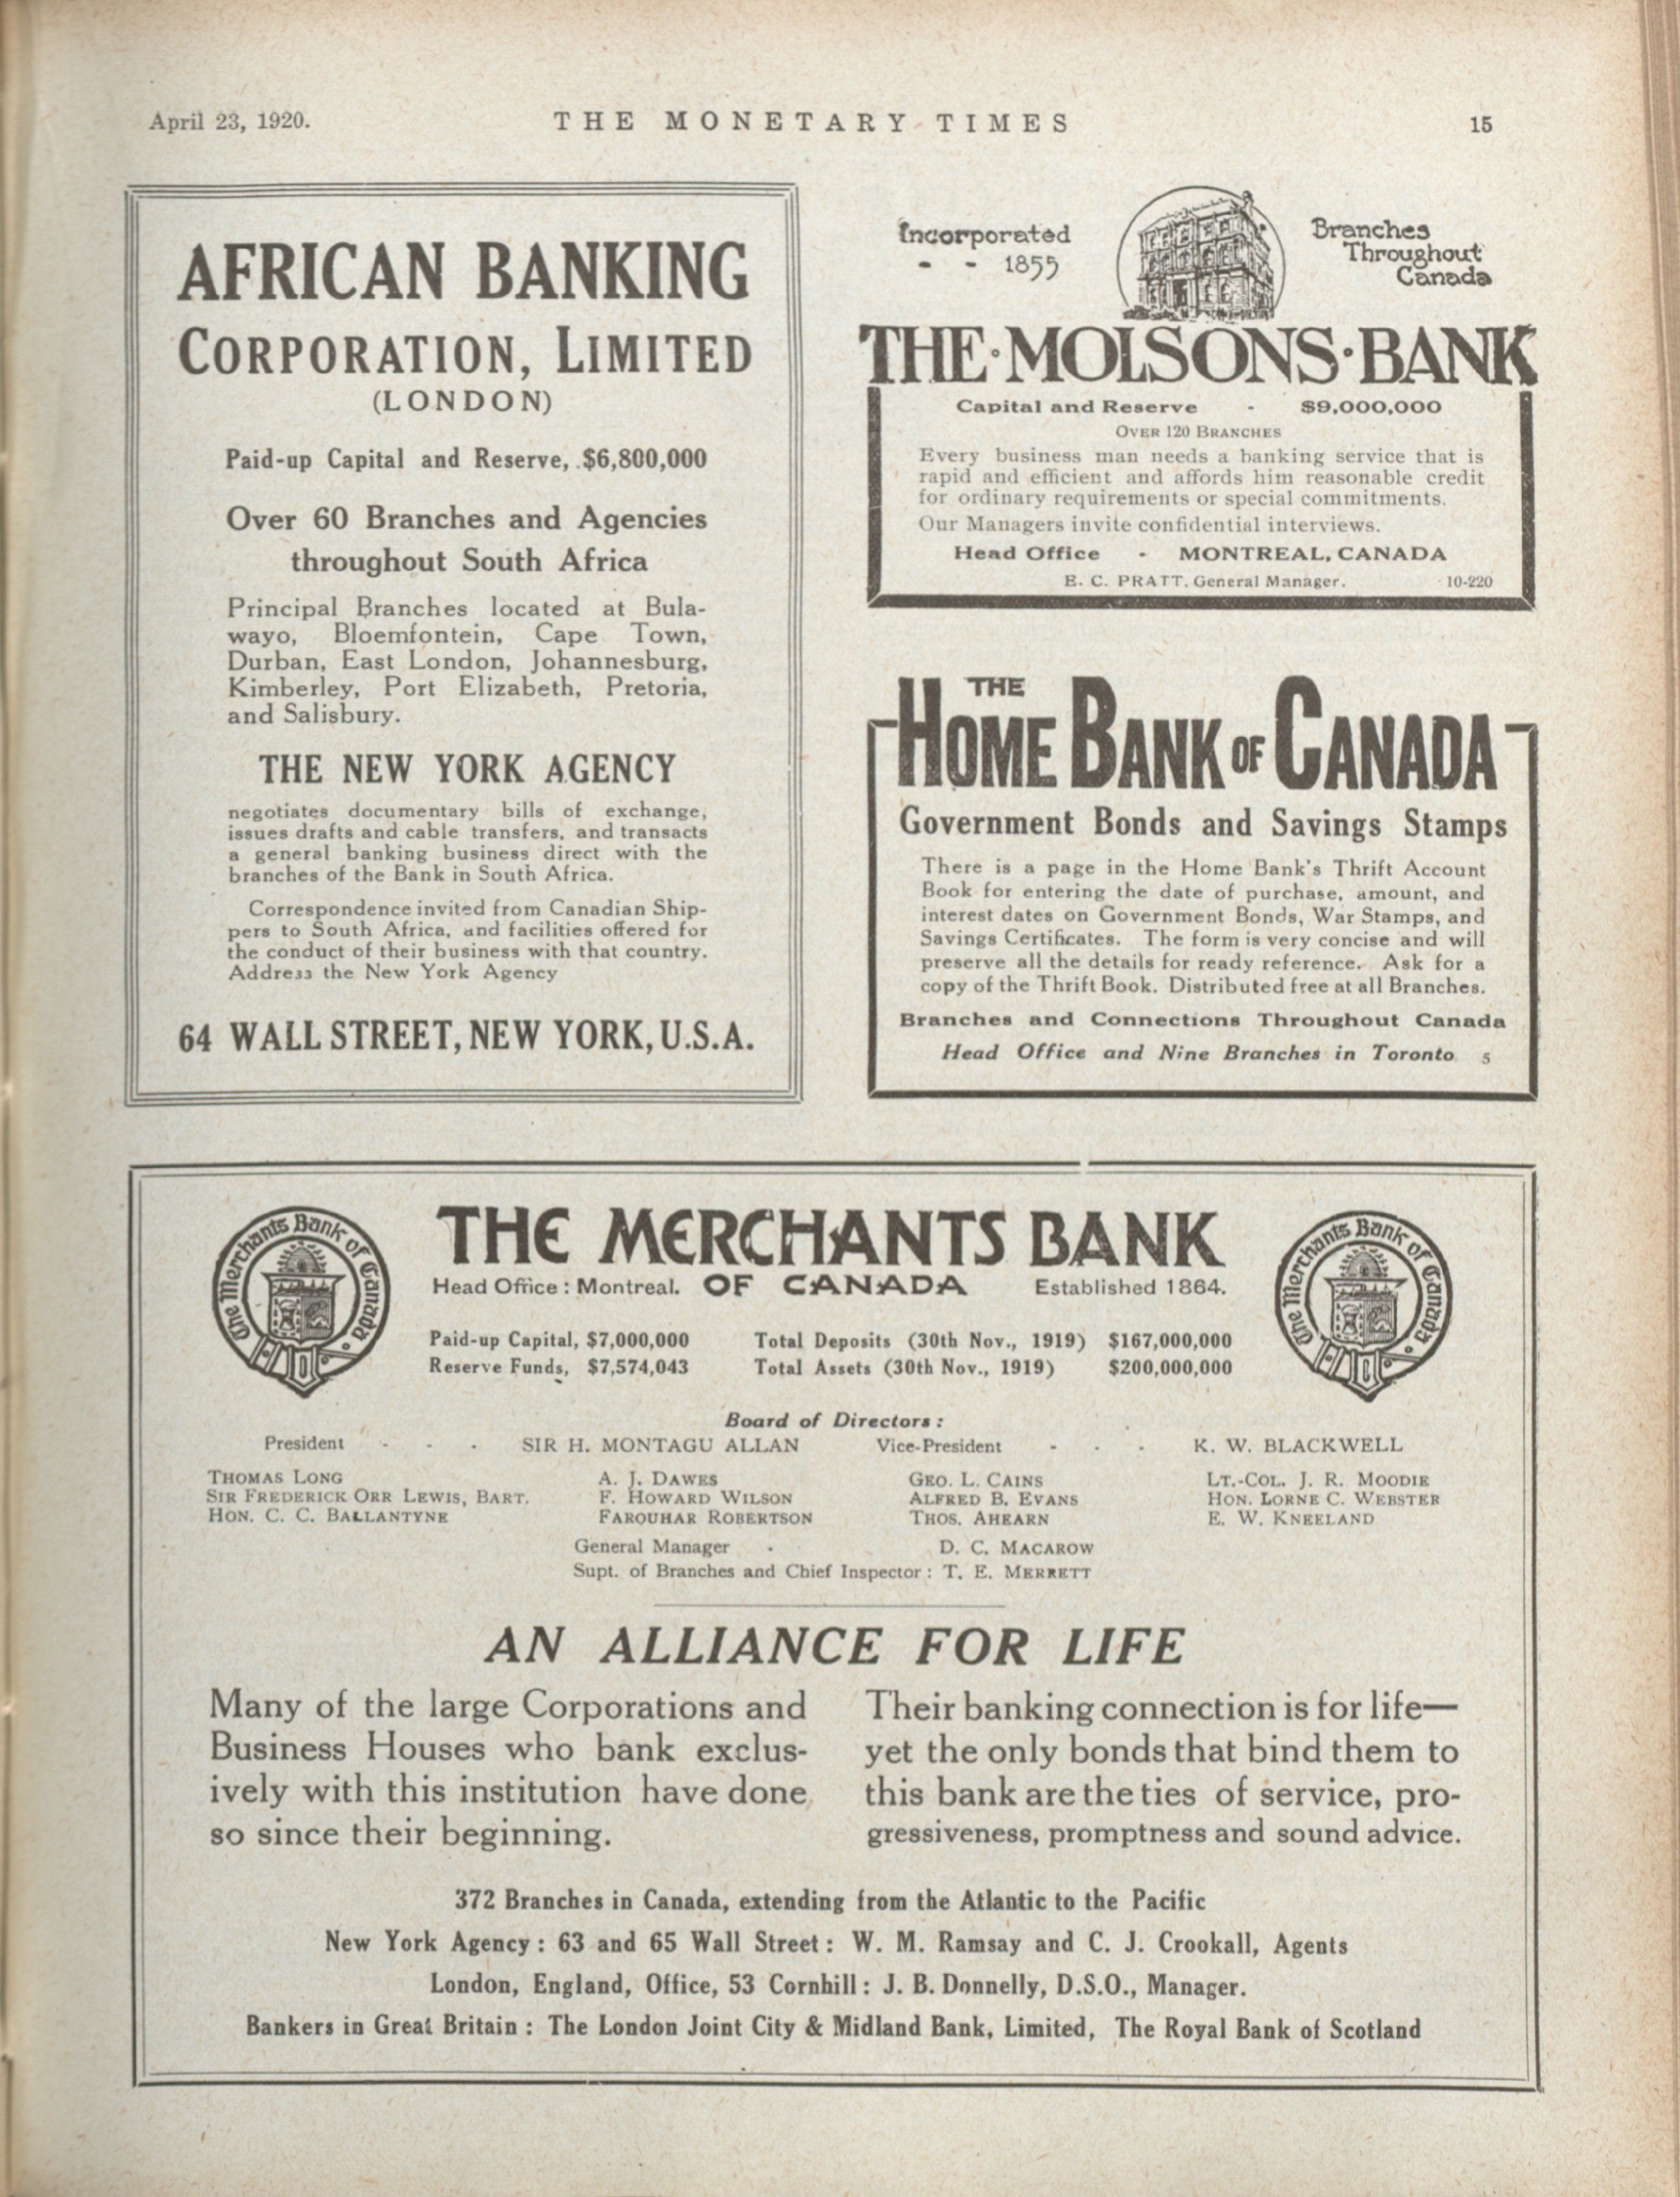 April 23, 1920.
THE MONETARY TIMES
15
AFRICAN BANKING
CORPORATION, LIMITED
(LONDON)
Paid-up Capital and Reserve, $6,800,000
Over 60 Branches and Agencies
throughout South Africa
Principal Branches located at Bula-
wayo, Bloemfontein, Cape Town,
Durban, East London, Johannesburg,
Kimberley, Port Elizabeth, Pretoria,
and Salisbury.
THE NEW YORK AGENCY
negotiates documentary bills of exchange,
issues drafts and cable transfers, and transacts
a general banking business direct with the
branches of the Bank in South Africa.
Correspondence invited from Canadian Ship-
pers to South Africa, and facilities offered for
the conduct of their business with that country.
Address the New York Agency
64 WALL STREET, NEW YORK, U.S.A.
Incorporated
- - 1855
Branches
Throughout
Canada
THE·MOLSONS·BANK
Capital and Reserve - $9,000,000
OVER 120 BRANCHES
Every business man needs a banking service that is
rapid and efficient and affords him reasonable credit
for ordinary requirements or special commitments.
Our Managers invite confidential interviews.
Head Office - MONTREAL, CANADA
E. C. PRATT, General Manager. 10-220
THE
HOME BANK OF CANADA
Government Bonds and Savings Stamps
There is a page in the Home Bank's Thrift Account
Book for entering the date of purchase, amount, and
interest dates on Government Bonds, War Stamps, and
Savings Certificates. The form is very concise and will
preserve all the details for ready reference. Ask for a
copy of the Thrift Book. Distributed free at all Branches.
Branches and Connections Throughout Canada
Head Office and Nine Branches in Toronto 5
The Merchants Bank of Canada
THE MERCHANTS BANK
Head Office : Montreal. OF CANADA Established 1864.
The Merchants Bank of Canada
Paid-up Capital, $7,000,000 Total Deposits (30th Nov., 1919) $167,000,000
Reserve Funds, $7,574,043 Total Assets (30th Nov., 1919) $200,000,000
Board of Directors :
President - - - SIR H. MONTAGU ALLAN Vice-President - - - K. W. BLACKWELL
THOMAS LONG A. J. DAWES GEO. L. CAINS LT.-COL. J. R. MOODIE
SIR FREDERICK ORR LEWIS, BART. F. HOWARD WILSON ALFRED B. EVANS HON. LORNE C. WEBSTER
HON. C. C. BALLANTYNE FARQUHAR ROBERTSON THOS. AHEARN E. W. KNEELAND
General Manager - D. C. MACAROW
Supt. of Branches and Chief Inspector : T. E. MERRETT
AN ALLIANCE FOR LIFE
Many of the large Corporations and
Business Houses who bank exclus-
ively with this institution have done
so since their beginning.
Their banking connection is for life—
yet the only bonds that bind them to
this bank are the ties of service, pro-
gressiveness, promptness and sound advice.
372 Branches in Canada, extending from the Atlantic to the Pacific
New York Agency : 63 and 65 Wall Street : W. M. Ramsay and C. J. Crookall, Agents
London, England, Office, 53 Cornhill : J. B. Donnelly, D.S.O., Manager.
Bankers in Great Britain : The London Joint City & Midland Bank, Limited, The Royal Bank of Scotland